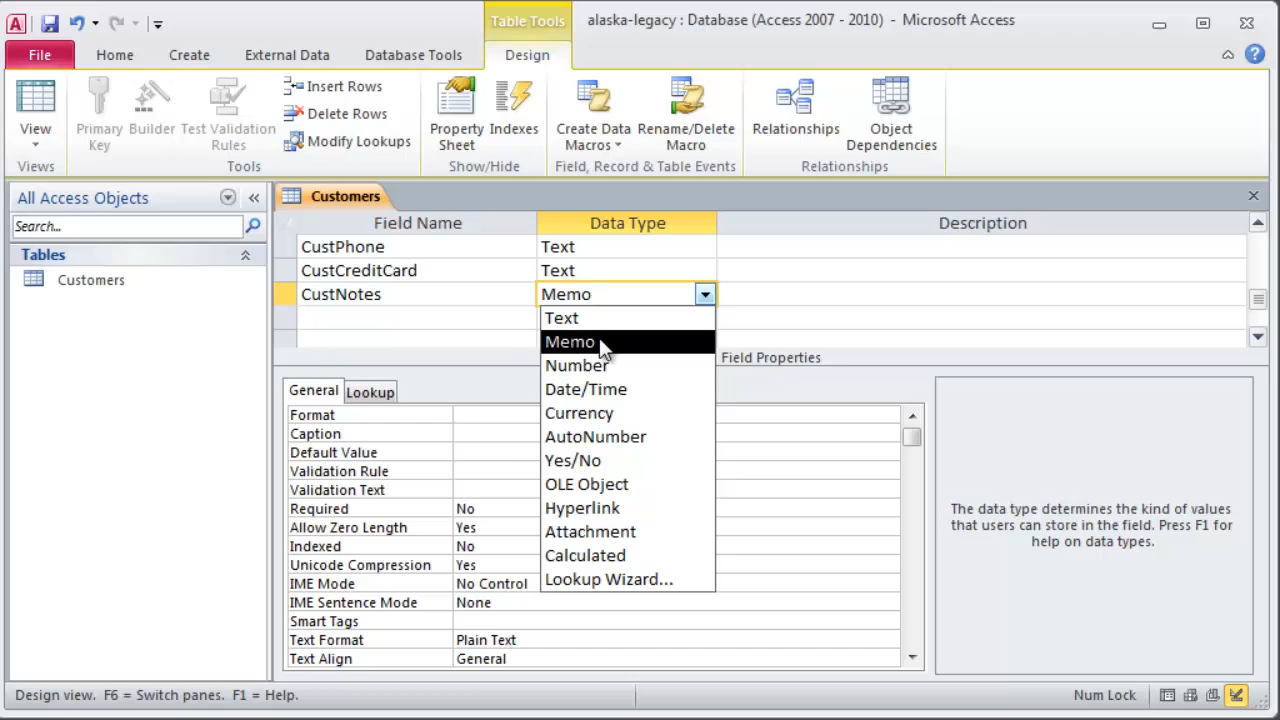 Table Tools
alaska-legacy : Database (Access 2007 - 2010) - Microsoft Access
File Home Create External Data Database Tools Design
View
Views
Primary Key
Builder
Test Validation Rules
Insert Rows
Delete Rows
Modify Lookups
Tools
Property Sheet
Indexes
Show/Hide
Create Data Macros
Rename/Delete Macro
Field, Record & Table Events
Relationships
Object Dependencies
Relationships
All Access Objects
Search...
Tables
Customers
Customers
Field Name Data Type Description
CustPhone Text
CustCreditCard Text
CustNotes Memo
Text
Memo
Number
Date/Time
Currency
AutoNumber
Yes/No
OLE Object
Hyperlink
Attachment
Calculated
Lookup Wizard...
Field Properties
General Lookup
Format
Caption
Default Value
Validation Rule
Validation Text
Required No
Allow Zero Length Yes
Indexed No
Unicode Compression Yes
IME Mode No Control
IME Sentence Mode None
Smart Tags
Text Format Plain Text
Text Align General
The data type determines the kind of values
that users can store in the field. Press F1 for
help on data types.
Design view. F6 = Switch panes. F1 = Help.
Num Lock